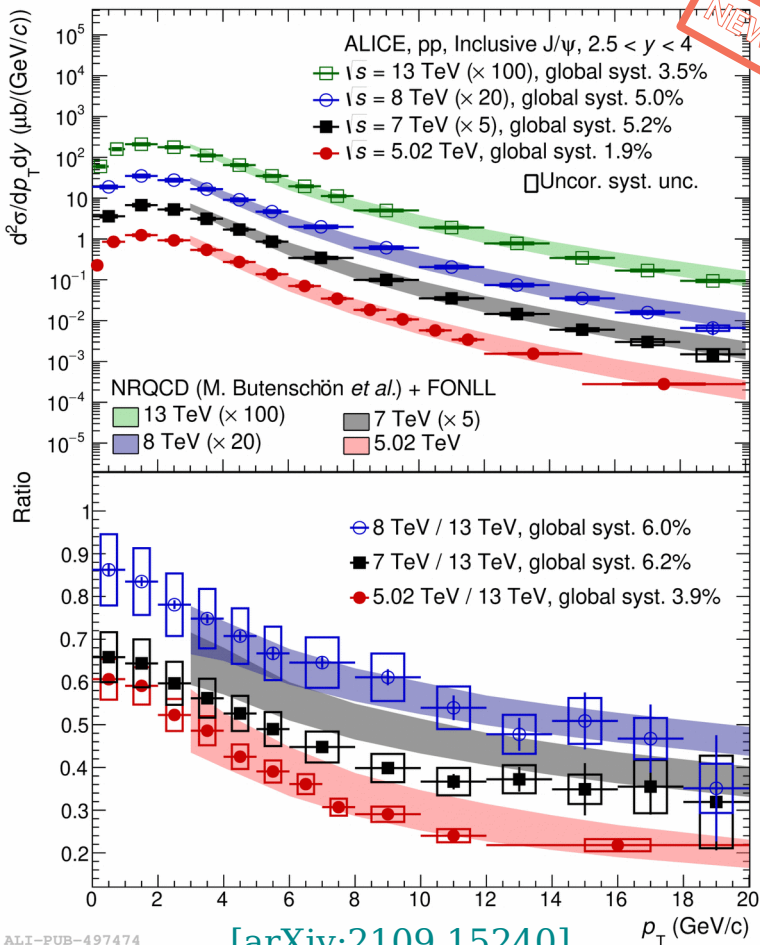 NEW
d²σ/dp_Tdy (μb/(GeV/c))
10⁵
10⁴
10³
10²
10
1
10⁻¹
10⁻²
10⁻³
10⁻⁴
10⁻⁵
ALICE, pp, Inclusive J/ψ, 2.5 < y < 4
√s = 13 TeV (× 100), global syst. 3.5%
√s = 8 TeV (× 20), global syst. 5.0%
√s = 7 TeV (× 5), global syst. 5.2%
√s = 5.02 TeV, global syst. 1.9%
Uncor. syst. unc.
NRQCD (M. Butenschön et al.) + FONLL
13 TeV (× 100)
7 TeV (× 5)
8 TeV (× 20)
5.02 TeV
Ratio
1
0.9
0.8
0.7
0.6
0.5
0.4
0.3
0.2
8 TeV / 13 TeV, global syst. 6.0%
7 TeV / 13 TeV, global syst. 6.2%
5.02 TeV / 13 TeV, global syst. 3.9%
0 2 4 6 8 10 12 14 16 18 20
p_T (GeV/c)
ALI-PUB-497474
[arXiv:2109.15240]